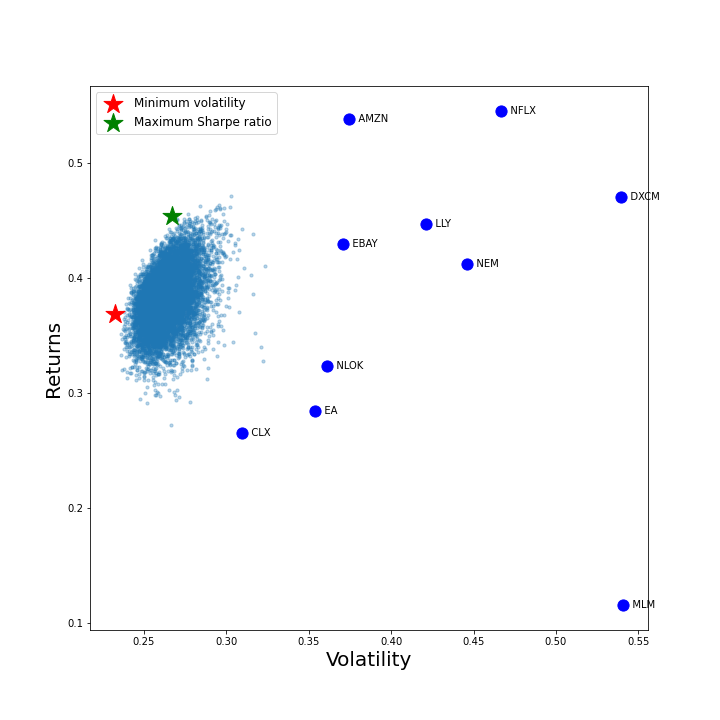 Minimum volatility
Maximum Sharpe ratio
NFLX
AMZN
DXCM
LLY
EBAY
NEM
NLOK
EA
CLX
MLM
0.5
0.4
0.3
0.2
0.1
Returns
0.25 0.30 0.35 0.40 0.45 0.50 0.55
Volatility